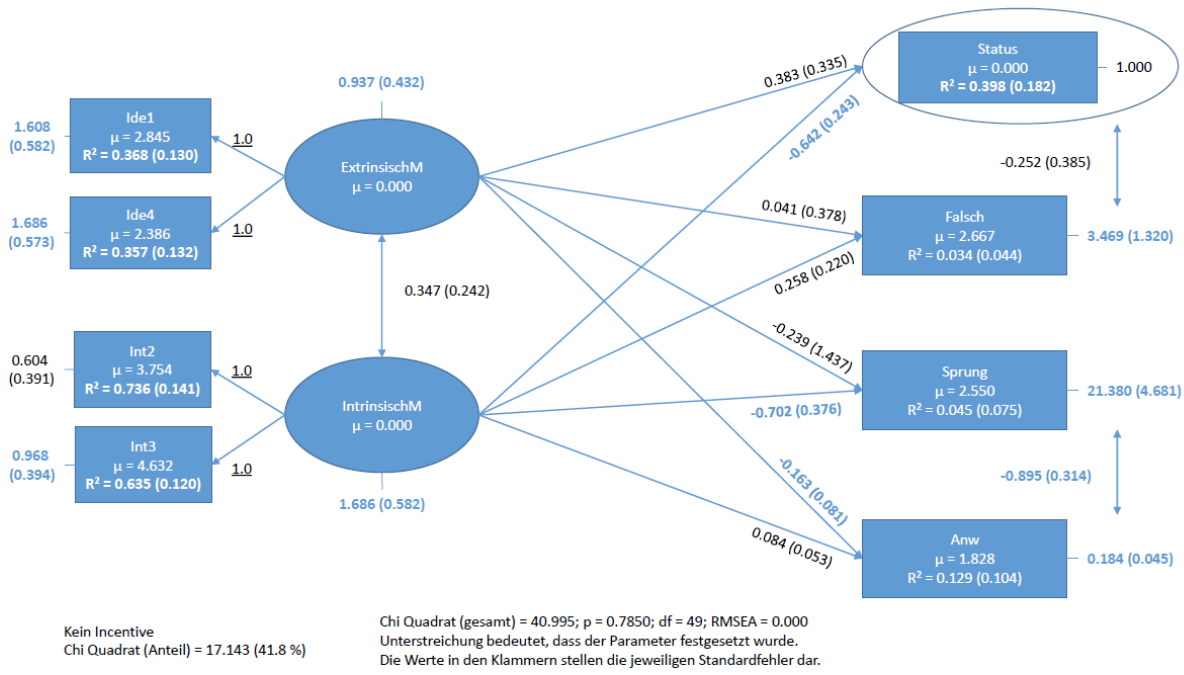 0.937 (0.432)
1.608
(0.582)
Ide1
μ = 2.845
R² = 0.368 (0.130)
1.0
1.686
(0.573)
Ide4
μ = 2.386
R² = 0.357 (0.132)
1.0
ExtrinsischM
μ = 0.000
0.347 (0.242)
0.604
(0.391)
Int2
μ = 3.754
R² = 0.736 (0.141)
1.0
0.968
(0.394)
Int3
μ = 4.632
R² = 0.635 (0.120)
1.0
IntrinsischM
μ = 0.000
1.686 (0.582)
0.383 (0.335)
-0.642 (0.243)
0.041 (0.378)
0.258 (0.220)
-0.239 (1.437)
-0.702 (0.376)
-0.163 (0.081)
0.084 (0.053)
Status
μ = 0.000
R² = 0.398 (0.182)
1.000
-0.252 (0.385)
Falsch
μ = 2.667
R² = 0.034 (0.044)
3.469 (1.320)
Sprung
μ = 2.550
R² = 0.045 (0.075)
21.380 (4.681)
-0.895 (0.314)
Anw
μ = 1.828
R² = 0.129 (0.104)
0.184 (0.045)
Kein Incentive
Chi Quadrat (Anteil) = 17.143 (41.8 %)
Chi Quadrat (gesamt) = 40.995; p = 0.7850; df = 49; RMSEA = 0.000
Unterstreichung bedeutet, dass der Parameter festgesetzt wurde.
Die Werte in den Klammern stellen die jeweiligen Standardfehler dar.